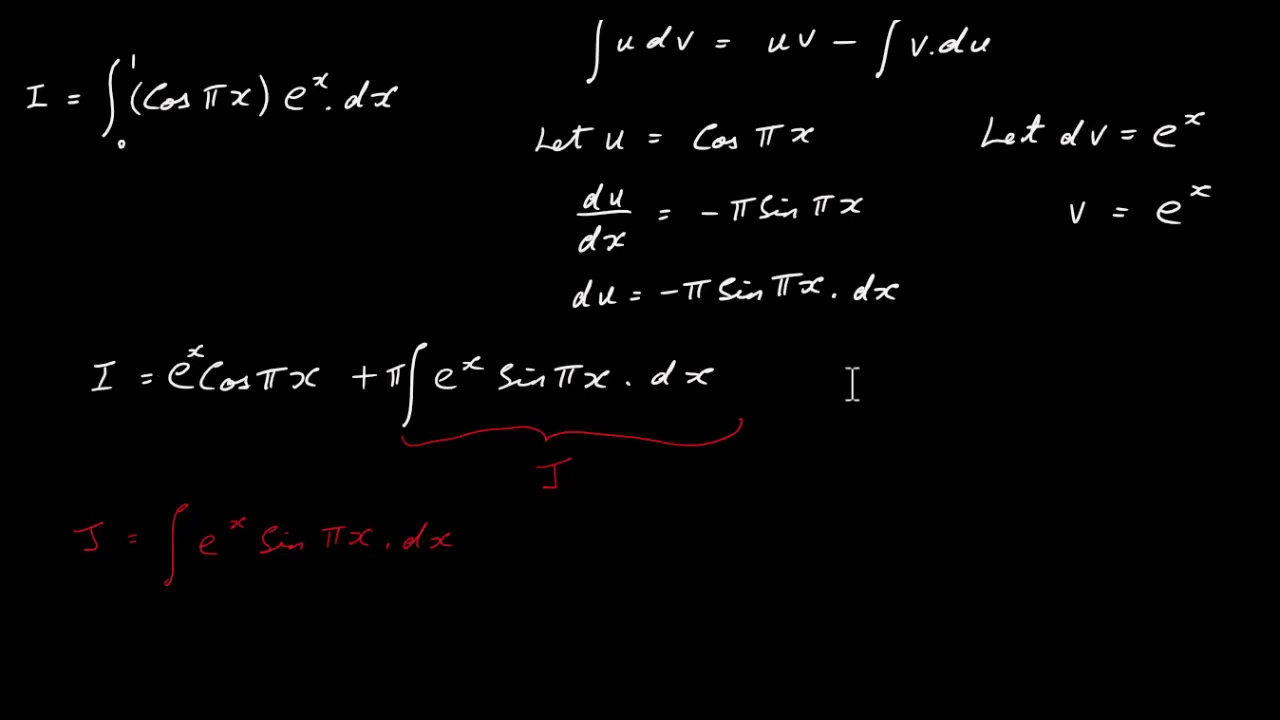 ∫ u dv = uv − ∫ v.du
I = ∫₀¹ (Cos πx) eˣ. dx
Let u = Cos πx
Let dv = eˣ
du/dx = −π Sin πx
v = eˣ
du = −π Sin πx . dx
I = eˣ Cos πx + π∫ eˣ Sin πx . dx
J
J = ∫ eˣ Sin πx . dx